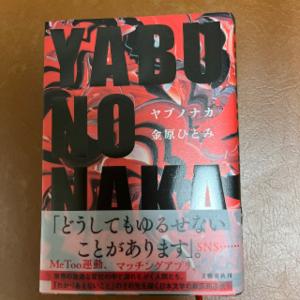 YABU
NO
NAKA
ヤブノナカ
金原ひとみ
「どうしてもゆるせない
ことがあります」。
SNS……
MeToo運動、マッチングアプリ、
文藝春秋刊